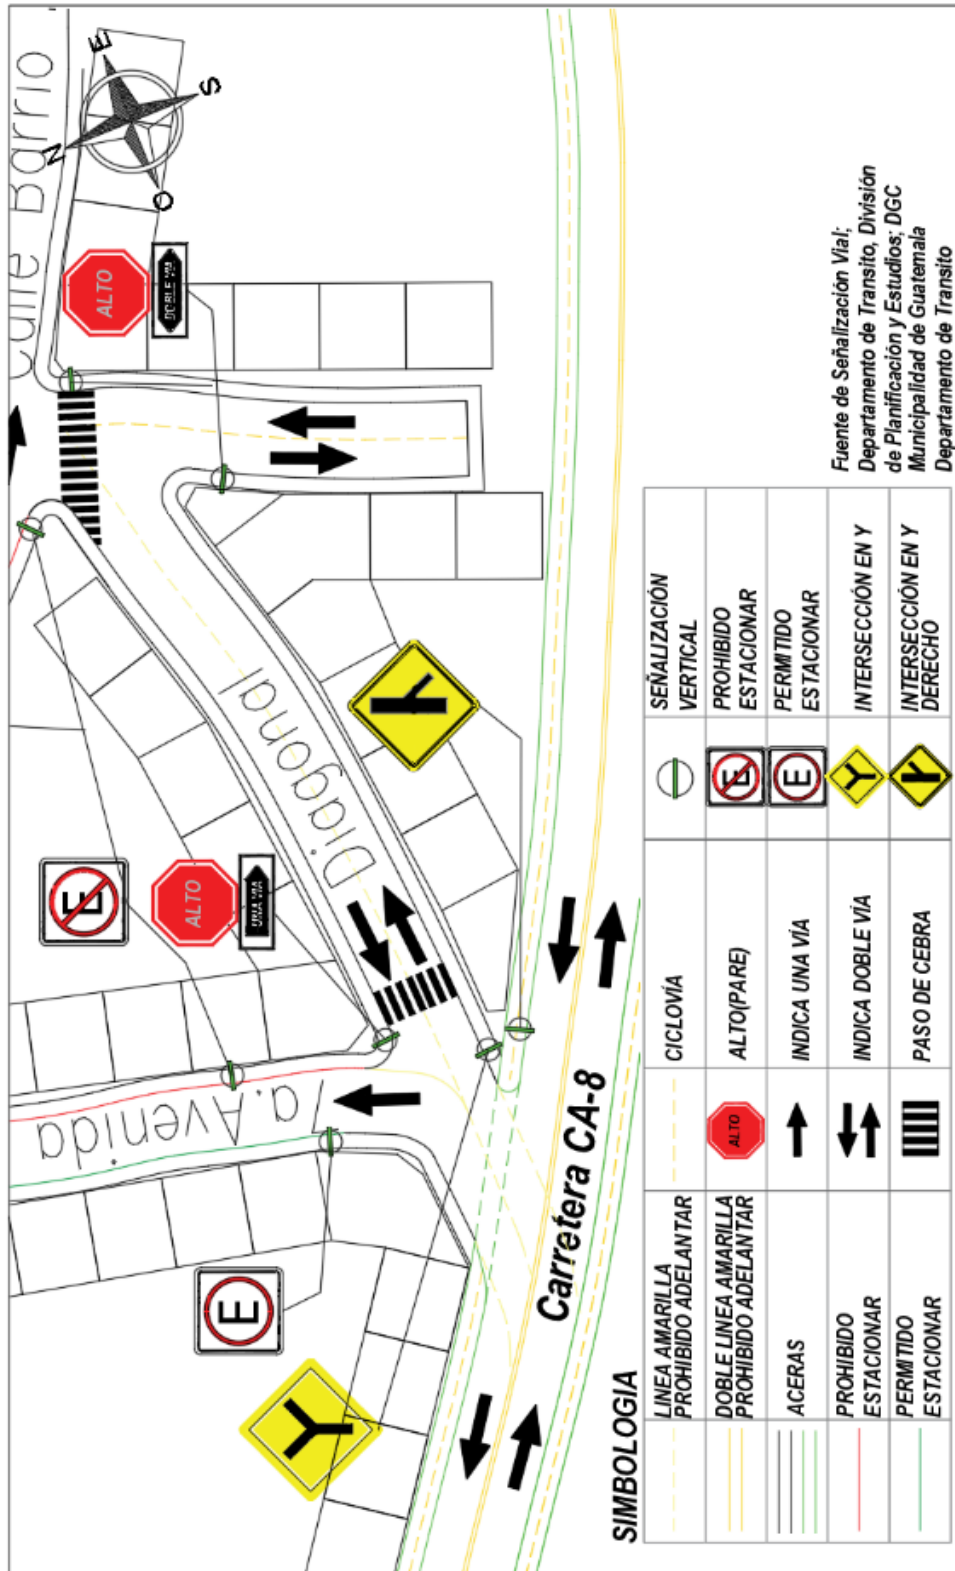 Calle Barrio
N
E
S
O
ALTO
DOBLE VIA
Diagonal
E
ALTO
UNA VIA
a. Avenida
E
Carretera CA-8
SIMBOLOGIA
LINEA AMARILLA
PROHIBIDO ADELANTAR
DOBLE LINEA AMARILLA
PROHIBIDO ADELANTAR
ACERAS
PROHIBIDO
ESTACIONAR
PERMITIDO
ESTACIONAR
CICLOVÍA
ALTO
ALTO(PARE)
INDICA UNA VÍA
INDICA DOBLE VÍA
PASO DE CEBRA
SEÑALIZACIÓN
VERTICAL
E
PROHIBIDO
ESTACIONAR
E
PERMITIDO
ESTACIONAR
INTERSECCIÓN EN Y
INTERSECCIÓN EN Y
DERECHO
Fuente de Señalización Vial;
Departamento de Transito, División
de Planificación y Estudios; DGC
Municipalidad de Guatemala
Departamento de Transito